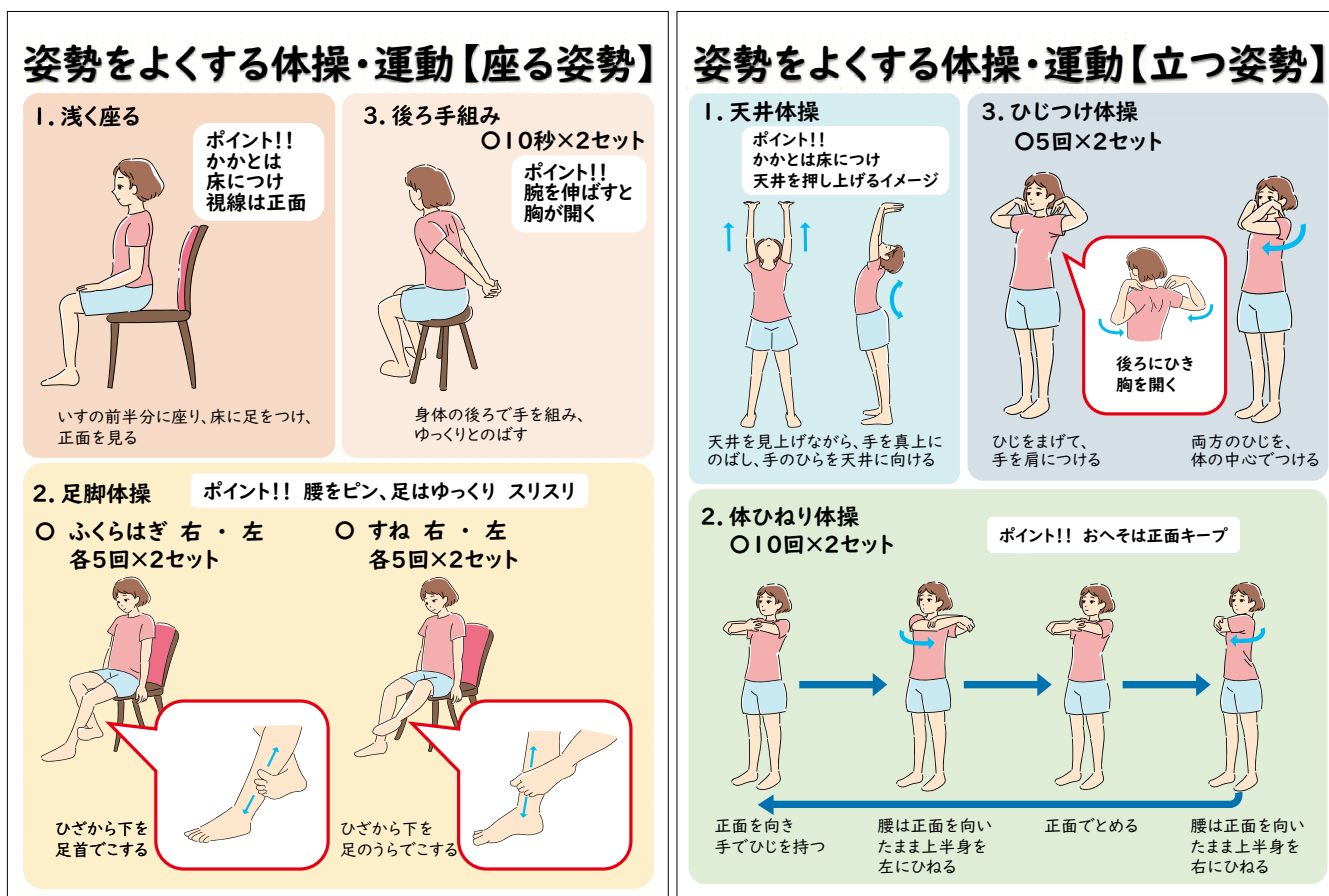 姿勢をよくする体操・運動【座る姿勢】
1. 浅く座る
ポイント!!
かかとは
床につけ
視線は正面
いすの前半分に座り、床に足をつけ、
正面を見る
3. 後ろ手組み
〇10秒×2セット
ポイント!!
腕を伸ばすと
胸が開く
身体の後ろで手を組み、
ゆっくりとのばす
2. 足脚体操
ポイント!! 腰をピン、足はゆっくり スリスリ
〇 ふくらはぎ 右 ・ 左
各5回×2セット
〇 すね 右 ・ 左
各5回×2セット
ひざから下を
足首でこする
ひざから下を
足のうらでこする
姿勢をよくする体操・運動【立つ姿勢】
1. 天井体操
ポイント!!
かかとは床につけ
天井を押し上げるイメージ
天井を見上げながら、手を真上に
のばし、手のひらを天井に向ける
3. ひじつけ体操
〇5回×2セット
後ろにひき
胸を開く
ひじをまげて、
手を肩につける
両方のひじを、
体の中心でつける
2. 体ひねり体操
〇10回×2セット
ポイント!! おへそは正面キープ
正面を向き
手でひじを持つ
腰は正面を向い
たまま上半身を
左にひねる
正面でとめる
腰は正面を向い
たまま上半身を
右にひねる